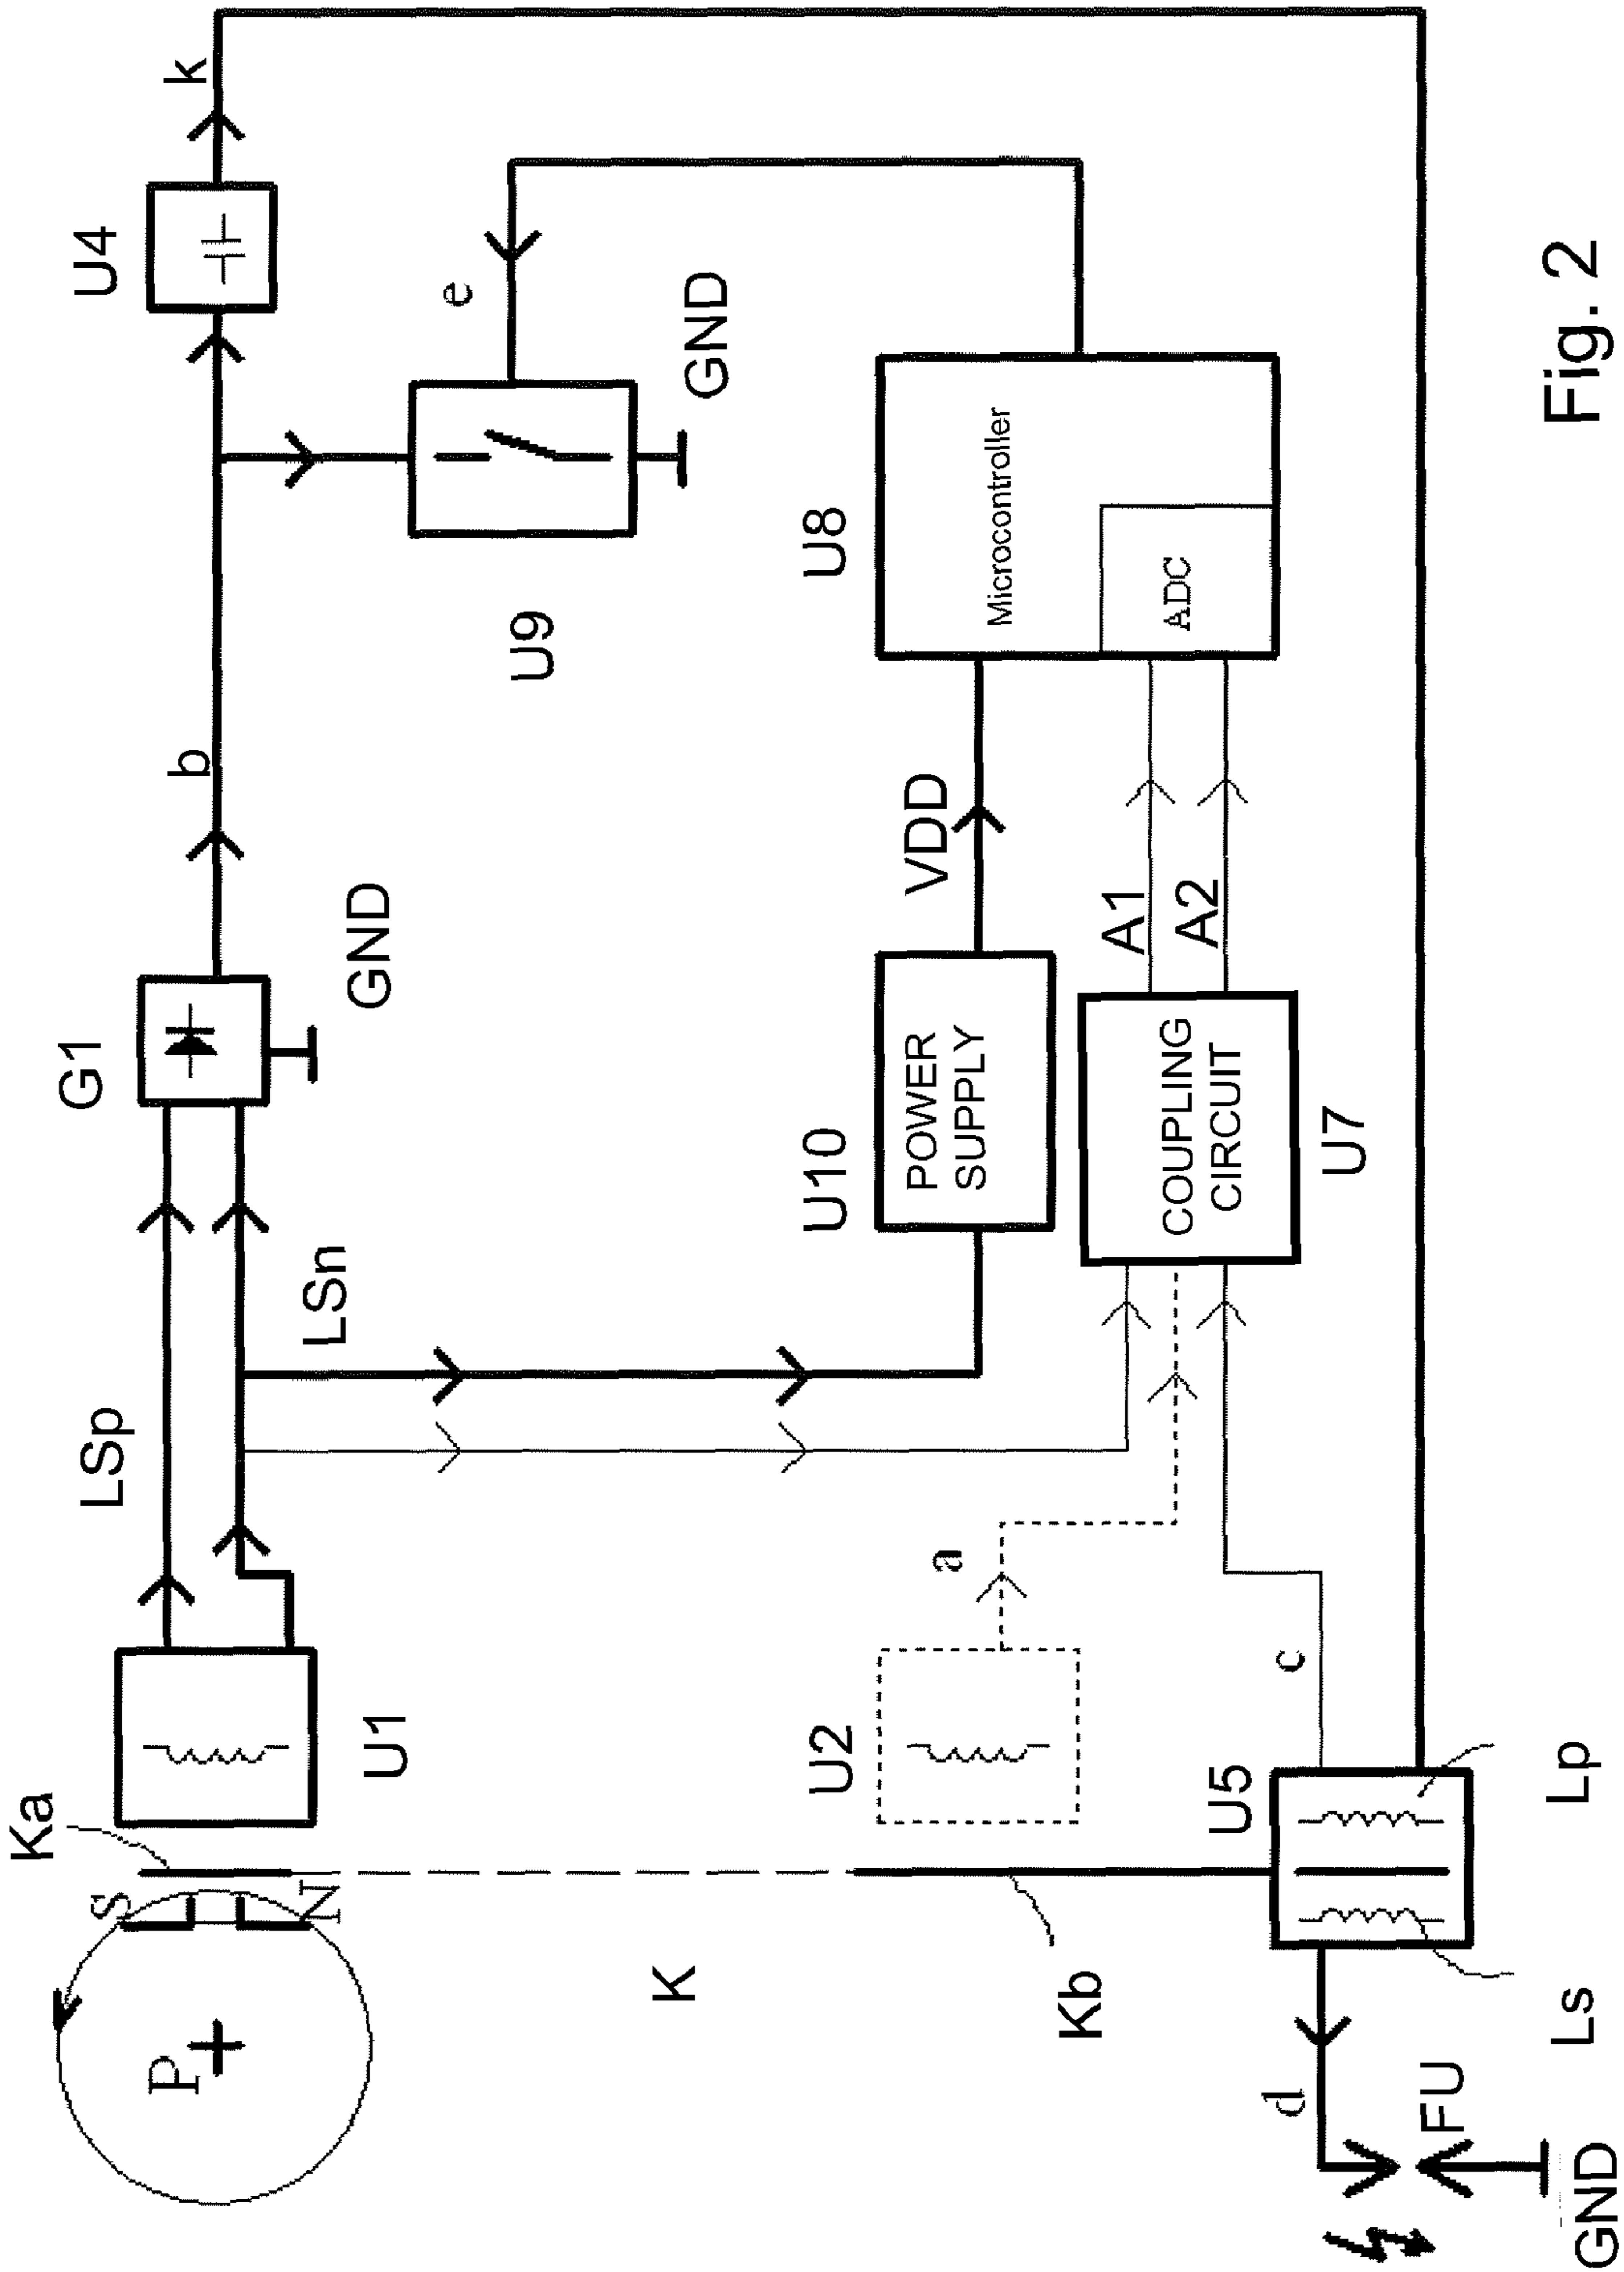 P
S
N
Ka
U1
LSp
LSn
G1
GND
b
U4
k
U9
e
GND
K
Kb
U2
a
U10
POWER
SUPPLY
VDD
U8
Microcontroller
ADC
A1
A2
COUPLING
CIRCUIT
U7
U5
c
d
FU
GND
Ls
Lp
Fig. 2